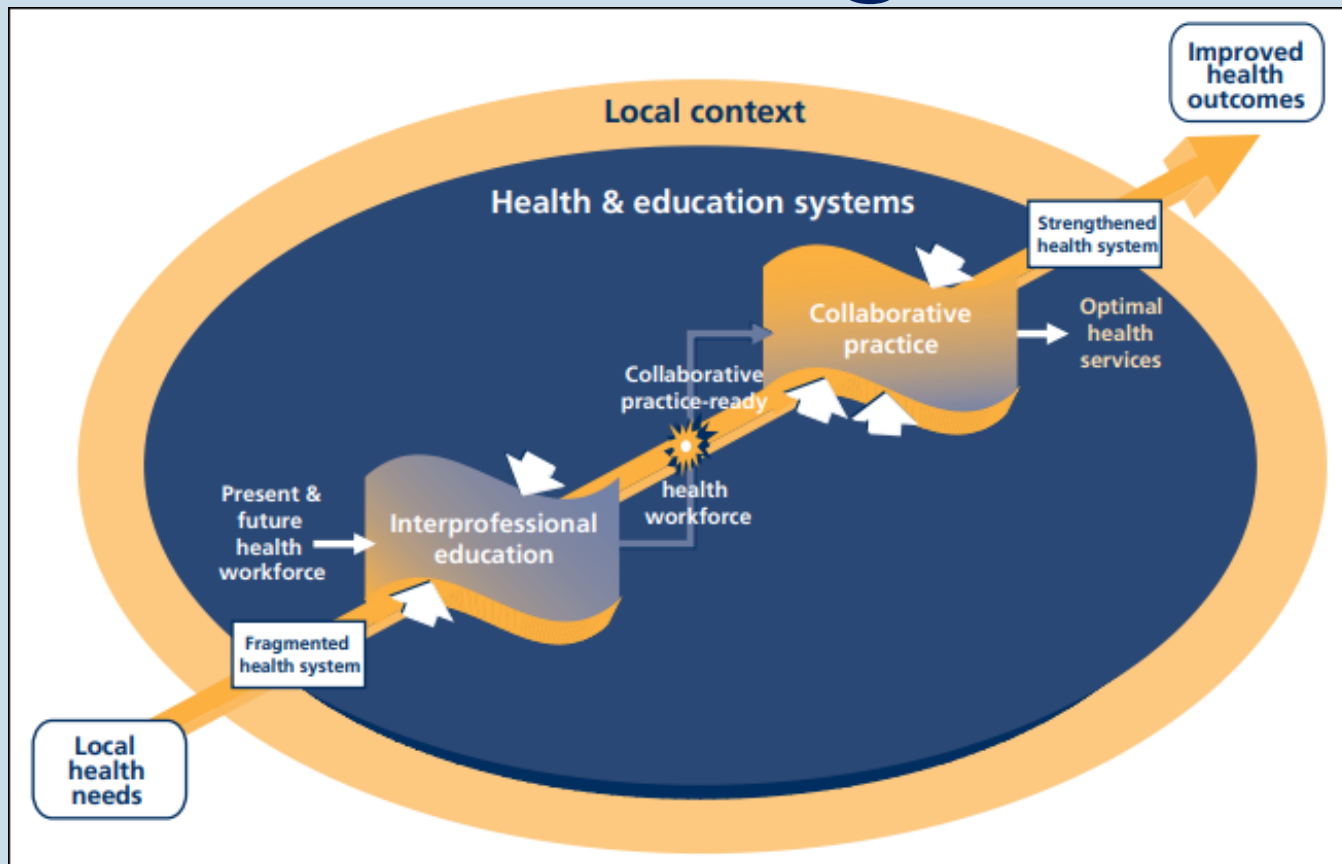 Improved
health
outcomes
Local context
Health & education systems
Strengthened
health system
Collaborative
practice
Optimal
health
services
Collaborative
practice-ready
health
workforce
Present &
future
health
workforce
Interprofessional
education
Fragmented
health system
Local
health
needs